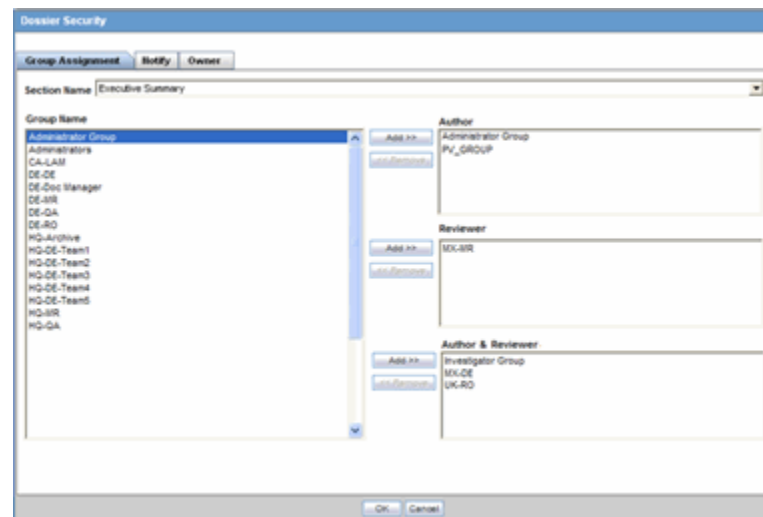 Dossier Security
Group Assignment Notify Owner
Section Name Executive Summary
Group Name
Administrator Group
Administrators
CA-LAM
DE-DE
DE-Doc Manager
DE-MR
DE-QA
DE-RO
HQ-Archive
HQ-DE-Team1
HQ-DE-Team2
HQ-DE-Team3
HQ-DE-Team4
HQ-DE-Team5
HQ-MR
HQ-QA
Add >>
<< Remove
Author
Administrator Group
PV_GROUP
Add >>
<< Remove
Reviewer
MX-MR
Add >>
<< Remove
Author & Reviewer
Investigator Group
MX-DE
UK-RO
OK Cancel